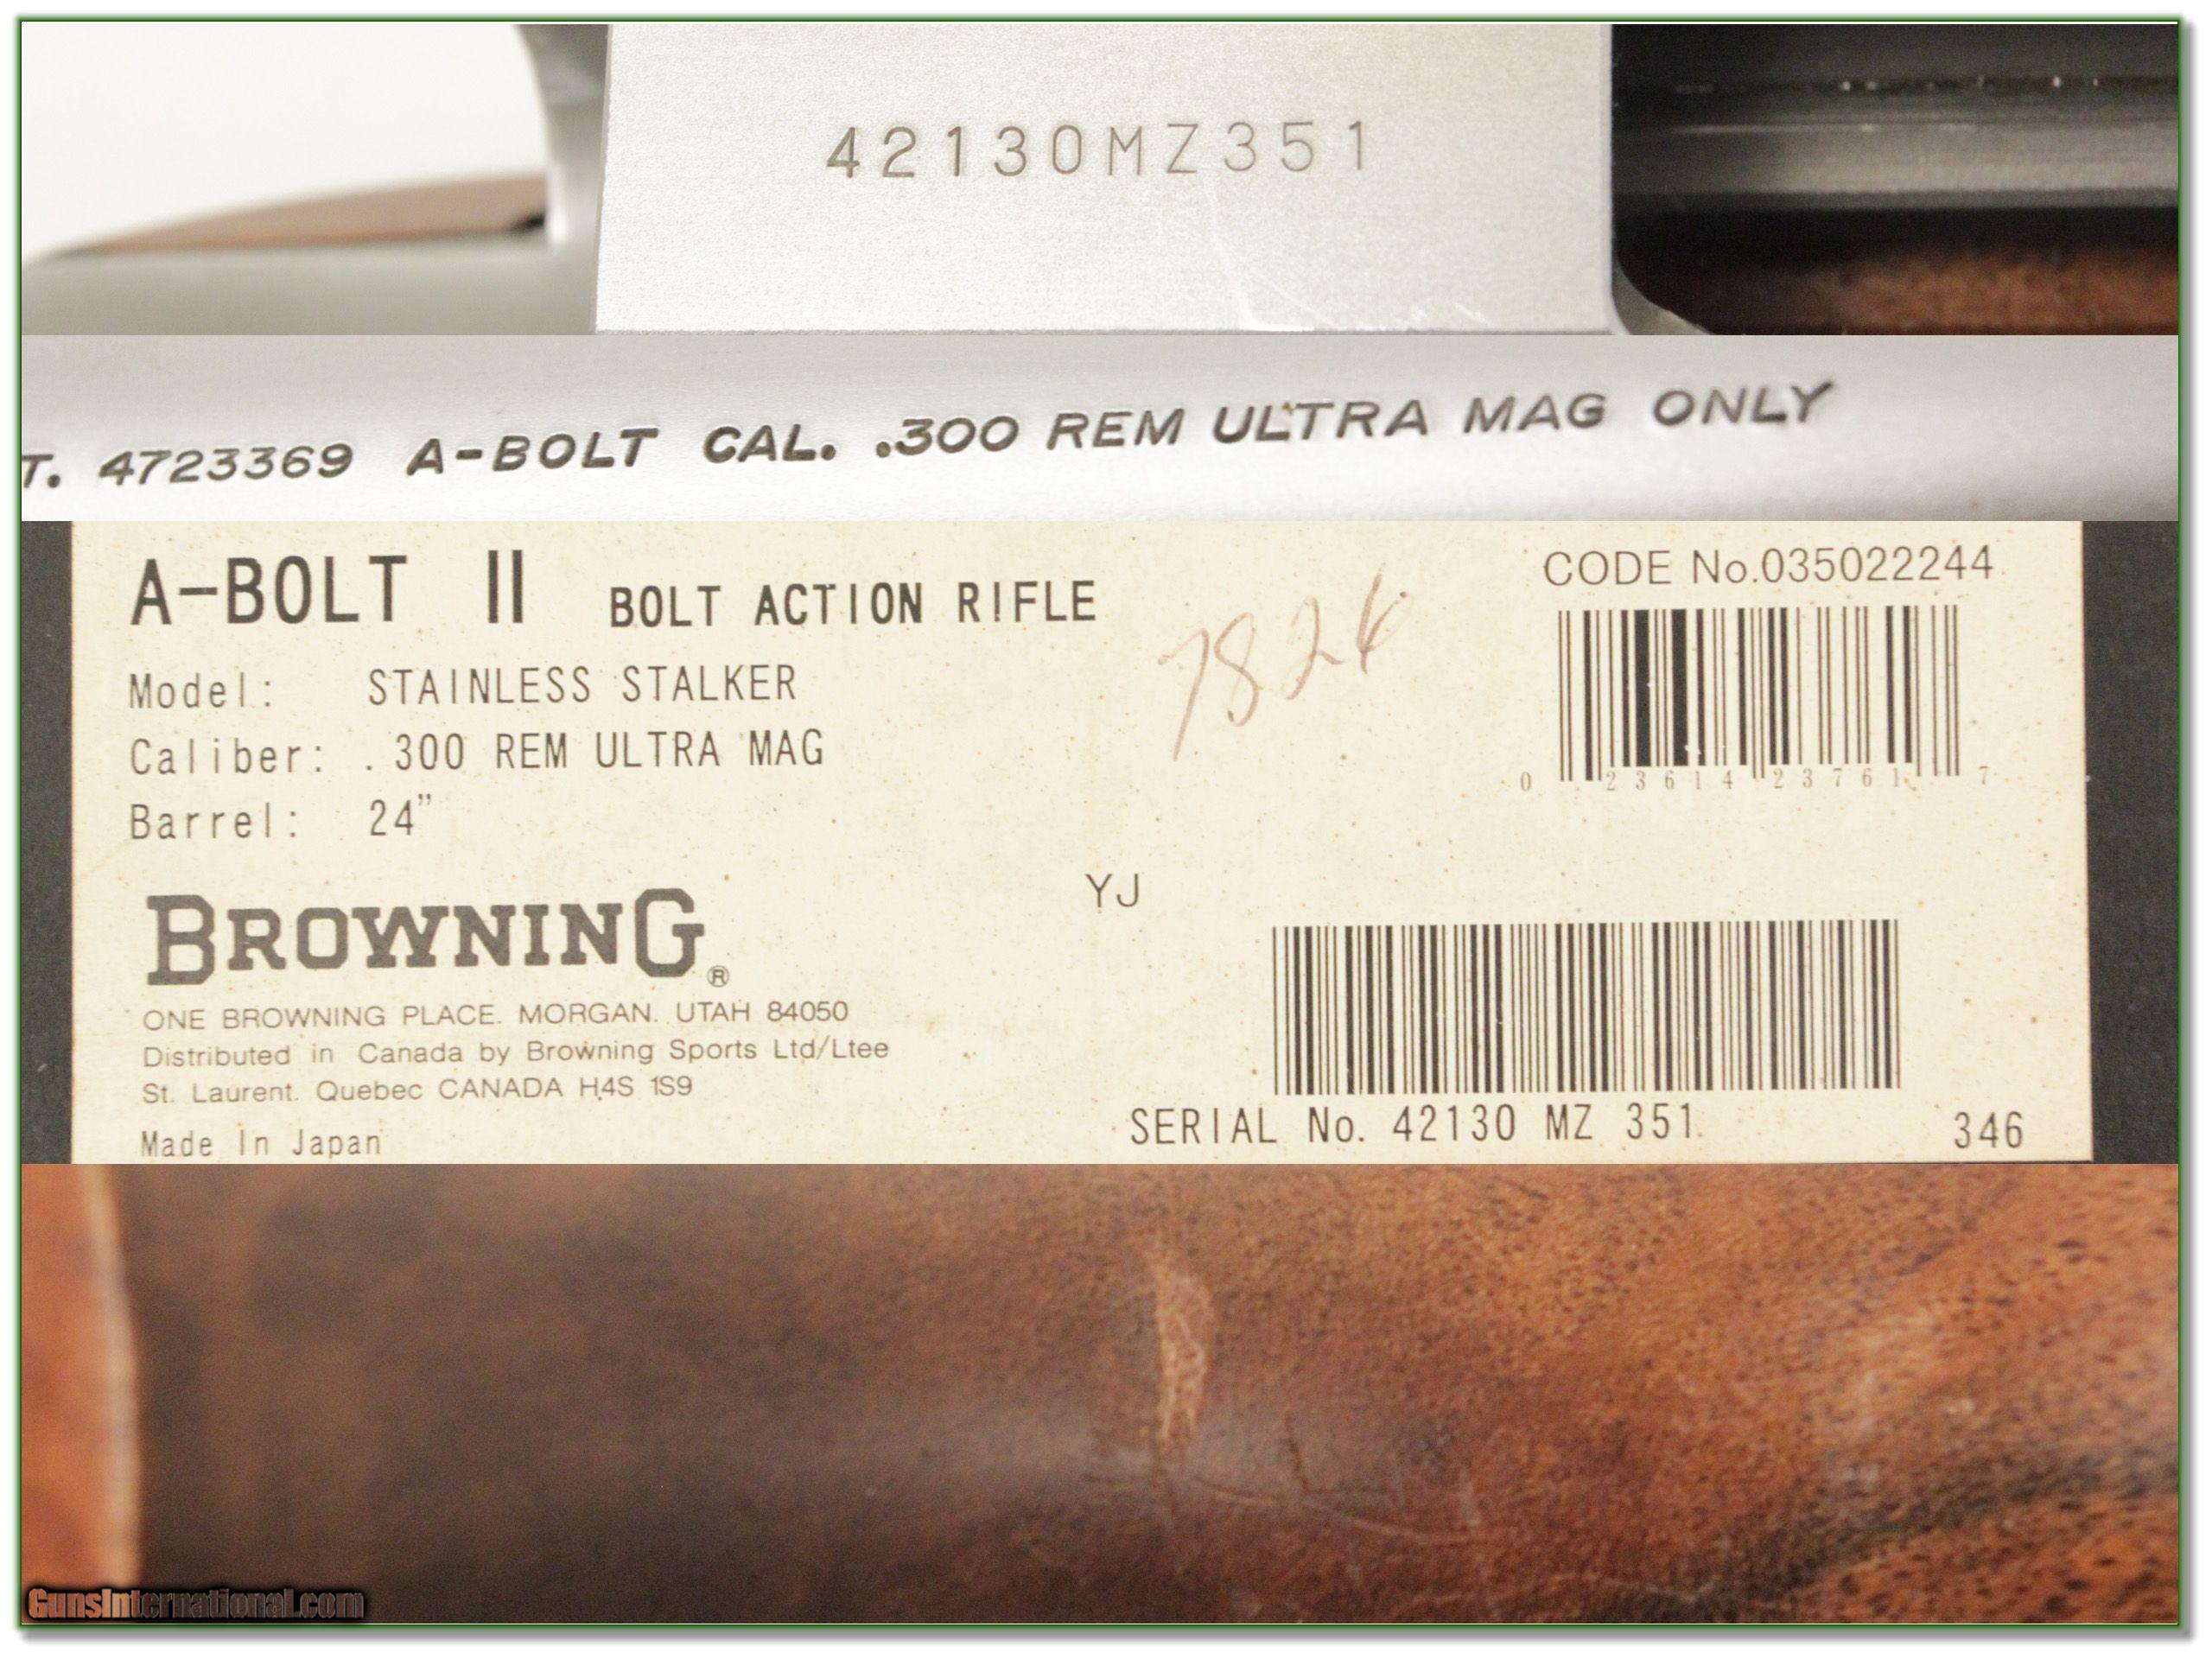 42130MZ351
T. 4723369 A-BOLT CAL. .300 REM ULTRA MAG ONLY
A-BOLT II BOLT ACTION RIFLE
CODE No.035022244
Model: STAINLESS STALKER
7824
Caliber: .300 REM ULTRA MAG
0 23614 23761 7
Barrel: 24"
YJ
BROWNING®
ONE BROWNING PLACE. MORGAN. UTAH 84050
Distributed in Canada by Browning Sports Ltd/Ltee
St. Laurent. Quebec CANADA H4S 1S9
Made In Japan
SERIAL No. 42130 MZ 351
346
GunsInternational.com